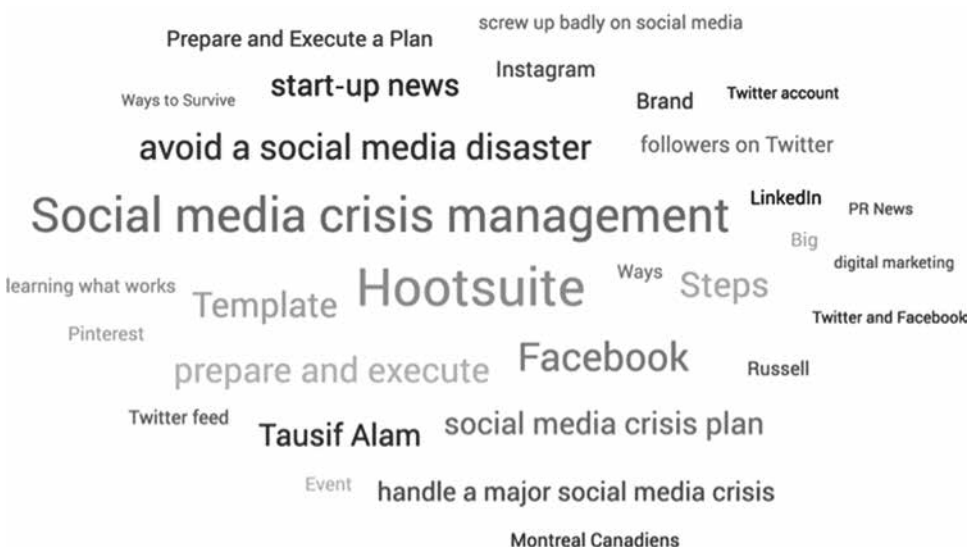 screw up badly on social media
Prepare and Execute a Plan
Instagram
start-up news
Twitter account
Ways to Survive
Brand
avoid a social media disaster
followers on Twitter
LinkedIn
Social media crisis management
PR News
Big
digital marketing
Ways
learning what works
Hootsuite
Steps
Template
Twitter and Facebook
Pinterest
Facebook
prepare and execute
Russell
Twitter feed
social media crisis plan
Tausif Alam
Event
handle a major social media crisis
Montreal Canadiens